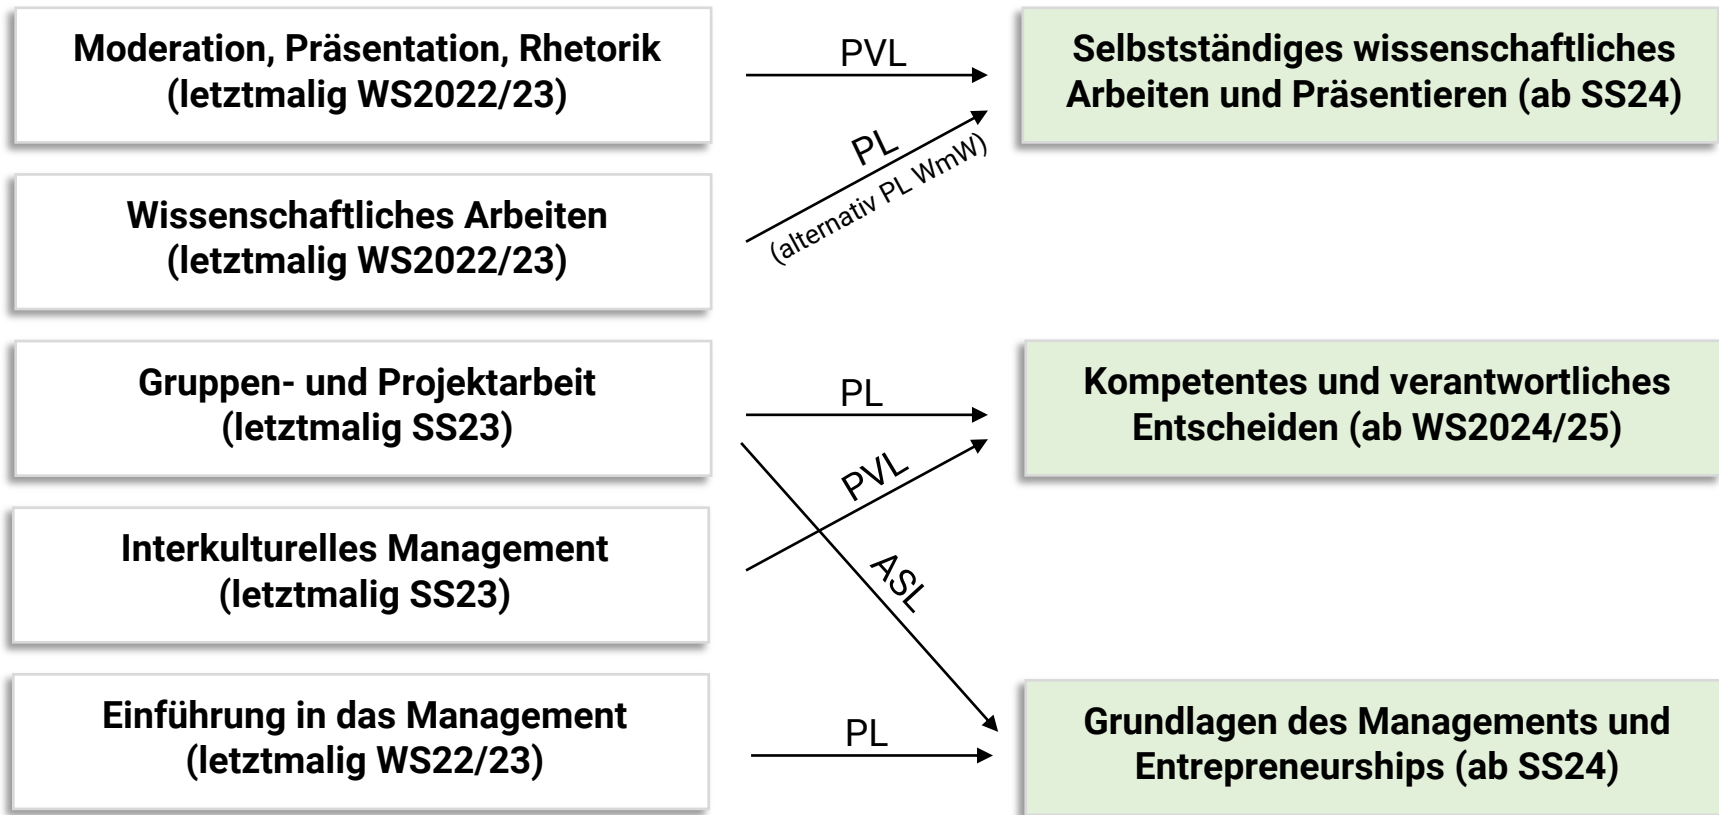 Moderation, Präsentation, Rhetorik
(letztmalig WS2022/23)
PVL
Selbstständiges wissenschaftliches
Arbeiten und Präsentieren (ab SS24)
PL
(alternativ PL WmW)
Wissenschaftliches Arbeiten
(letztmalig WS2022/23)
Gruppen- und Projektarbeit
(letztmalig SS23)
PL
Kompetentes und verantwortliches
Entscheiden (ab WS2024/25)
PVL
Interkulturelles Management
(letztmalig SS23)
ASL
Einführung in das Management
(letztmalig WS22/23)
PL
Grundlagen des Managements und
Entrepreneurships (ab SS24)